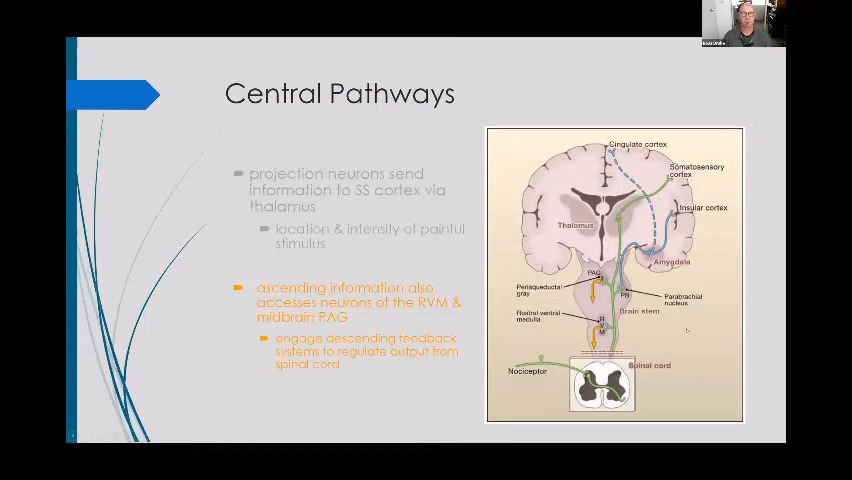 Ross Drake
Central Pathways
projection neurons send
information to SS cortex via
thalamus
location & intensity of painful
stimulus
ascending information also
accesses neurons of the RVM &
midbrain PAG
engage descending feedback
systems to regulate output from
spinal cord
Cingulate cortex
Somatosensory
cortex
Insular cortex
Thalamus
Amygdala
PAG
Periaqueductal
gray
PB
Parabrachial
nucleus
Brain stem
Rostral ventral
medulla
R
V
M
Spinal cord
Nociceptor